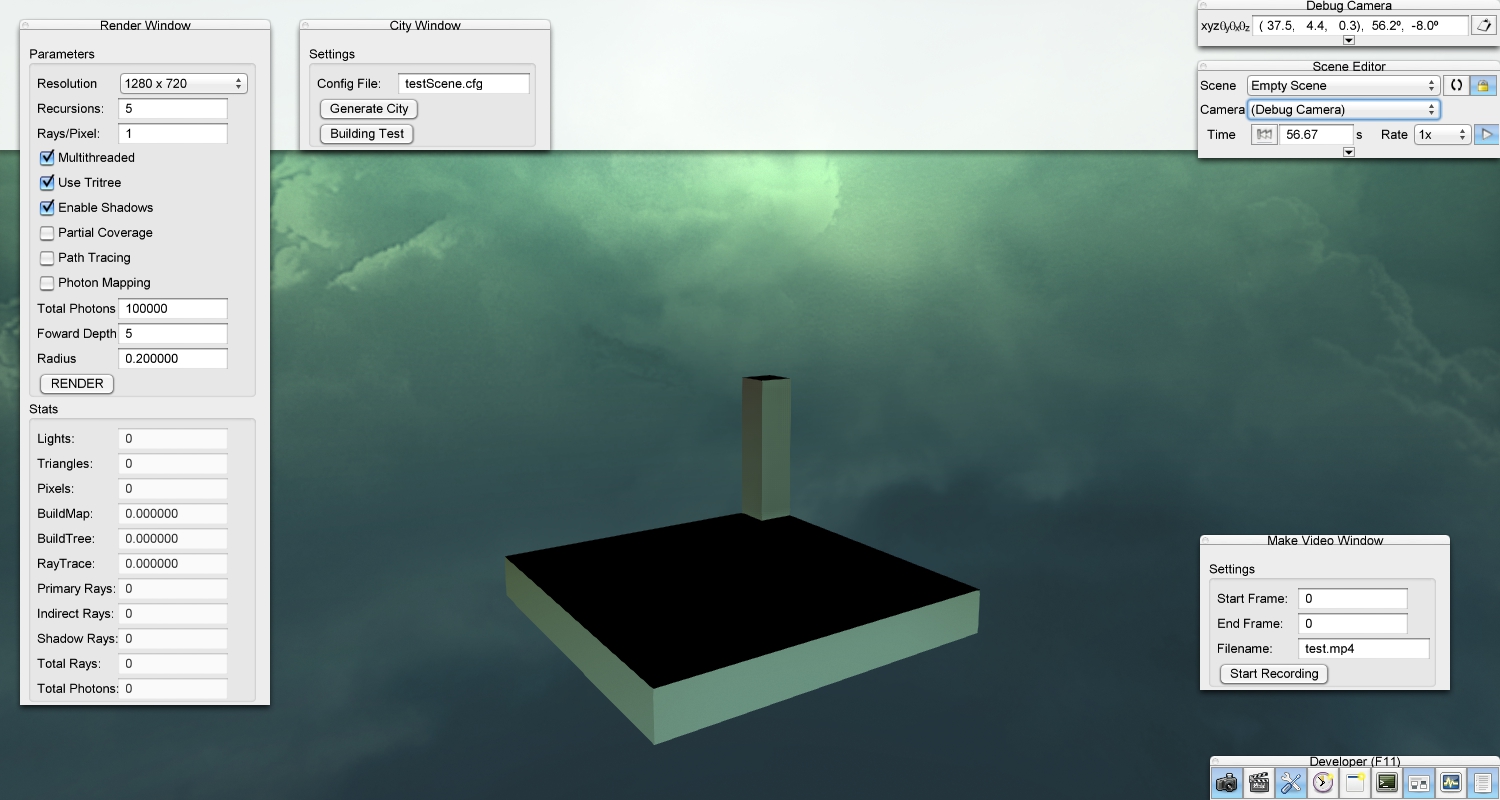 Render Window
Parameters
Resolution 1280 x 720
Recursions: 5
Rays/Pixel: 1
Multithreaded
Use Tritree
Enable Shadows
Partial Coverage
Path Tracing
Photon Mapping
Total Photons 100000
Foward Depth 5
Radius 0.200000
RENDER
Stats
Lights: 0
Triangles: 0
Pixels: 0
BuildMap: 0.000000
BuildTree: 0.000000
RayTrace: 0.000000
Primary Rays: 0
Indirect Rays: 0
Shadow Rays: 0
Total Rays: 0
Total Photons: 0
City Window
Settings
Config File: testScene.cfg
Generate City
Building Test
Debug Camera
xyz ( 37.5, 4.4, 0.3), 56.2º, -8.0º
Scene Editor
Scene Empty Scene
Camera (Debug Camera)
Time 56.67 s Rate 1x
Make Video Window
Settings
Start Frame: 0
End Frame: 0
Filename: test.mp4
Start Recording
Developer (F11)